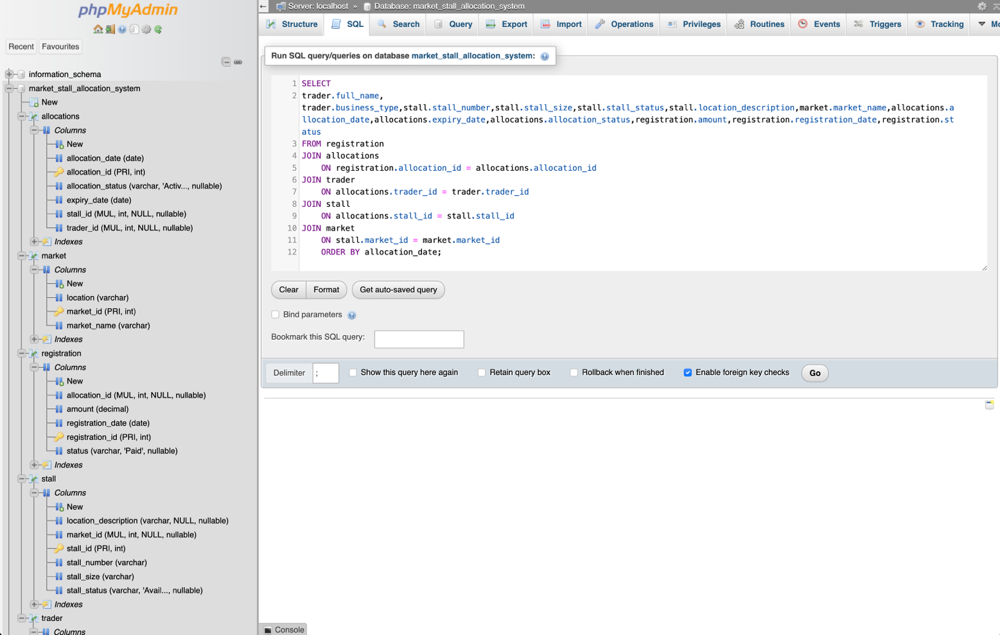 phpMyAdmin
Recent
Favourites
information_schema
market_stall_allocation_system
New
allocations
Columns
New
allocation_date (date)
allocation_id (PRI, int)
allocation_status (varchar, 'Activ..., nullable)
expiry_date (date)
stall_id (MUL, int, NULL, nullable)
trader_id (MUL, int, NULL, nullable)
Indexes
market
Columns
New
location (varchar)
market_id (PRI, int)
market_name (varchar)
Indexes
registration
Columns
New
allocation_id (MUL, int, NULL, nullable)
amount (decimal)
registration_date (date)
registration_id (PRI, int)
status (varchar, 'Paid', nullable)
Indexes
stall
Columns
New
location_description (varchar, NULL, nullable)
market_id (MUL, int, NULL, nullable)
stall_id (PRI, int)
stall_number (varchar)
stall_size (varchar)
stall_status (varchar, 'Avail..., nullable)
Indexes
trader
Columns
Server: localhost » Database: market_stall_allocation_system
Structure SQL Search Query Export Import Operations Privileges Routines Events Triggers Tracking Mo
Run SQL query/queries on database market_stall_allocation_system:
1 SELECT
2 trader.full_name,
trader.business_type,stall.stall_number,stall.stall_size,stall.stall_status,stall.location_description,market.market_name,allocations.a
llocation_date,allocations.expiry_date,allocations.allocation_status,registration.amount,registration.registration_date,registration.st
atus
3 FROM registration
4 JOIN allocations
5 ON registration.allocation_id = allocations.allocation_id
6 JOIN trader
7 ON allocations.trader_id = trader.trader_id
8 JOIN stall
9 ON allocations.stall_id = stall.stall_id
10 JOIN market
11 ON stall.market_id = market.market_id
12 ORDER BY allocation_date;
Clear Format Get auto-saved query
Bind parameters
Bookmark this SQL query:
Delimiter ; Show this query here again Retain query box Rollback when finished Enable foreign key checks Go
Console